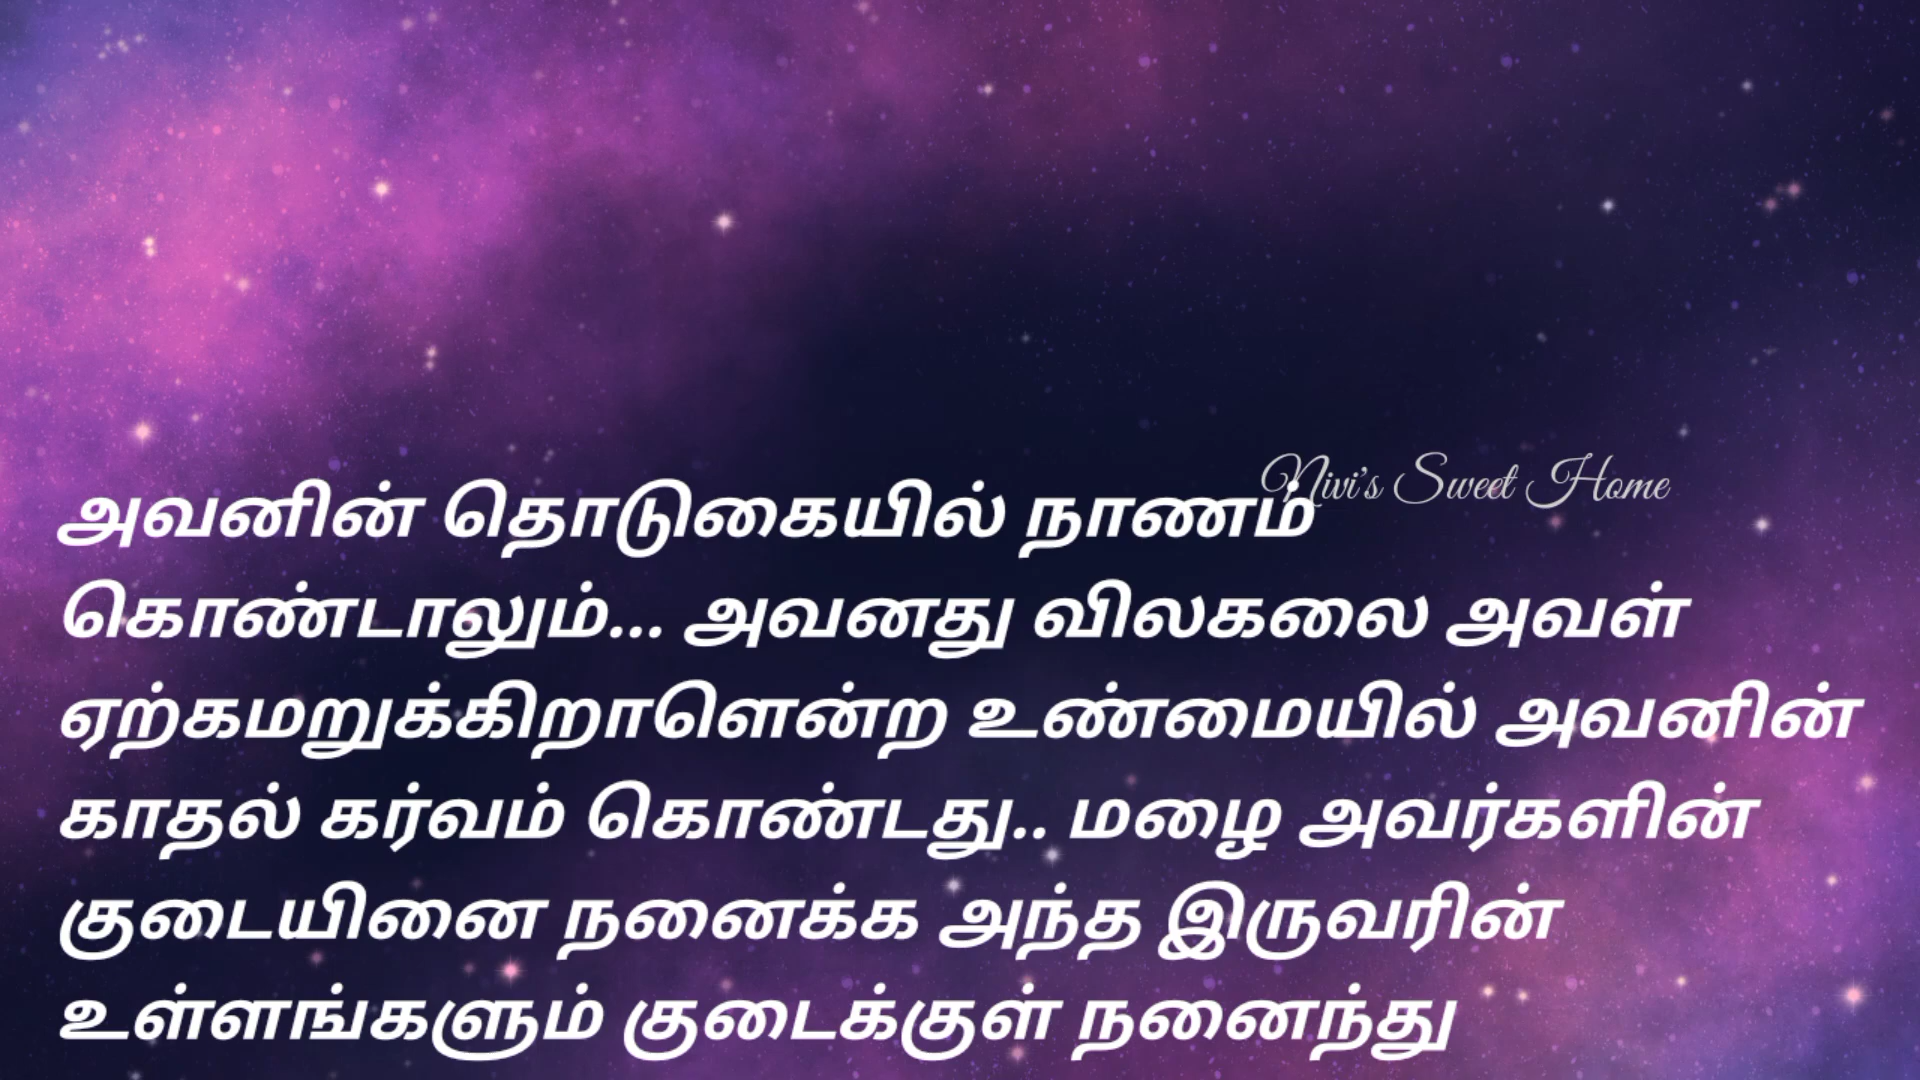 Nivi's Sweet Home
அவனின் தொடுகையில் நாணம்
கொண்டாலும்... அவனது விலகலை அவள்
ஏற்கமறுக்கிறாளென்ற உண்மையில் அவனின்
காதல் கர்வம் கொண்டது.. மழை அவர்களின்
குடையினை நனைக்க அந்த இருவரின்
உள்ளங்களும் குடைக்குள் நனைந்து